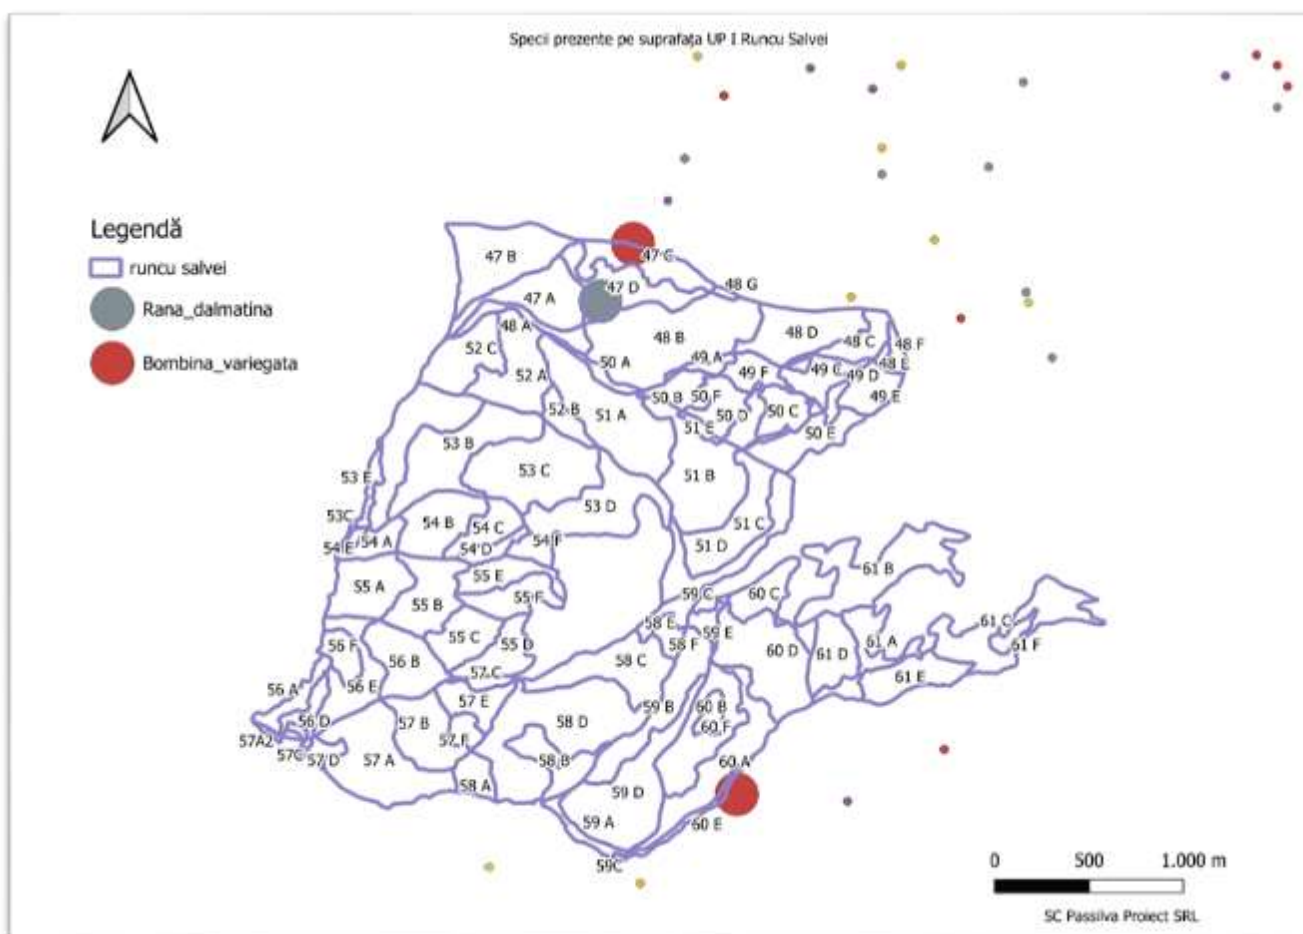 Specii prezente pe suprafața UP I Runcu Salvei
Legendă
runcu salvei
Rana_dalmatina
Bombina_variegata
47 B
47 C
47 D
48 G
47 A
48 A
48 B
48 D
48 C
48 F
52 C
50 A
49 A
48 E
52 A
49 F
49 C
49 D
50 B
50 F
49 E
52 B
51 A
50 D
50 C
51 E
50 E
53 B
53 C
51 B
53 E
53 D
53C
54 B
54 C
51 C
54 E
54 A
54 D
54 F
51 D
55 E
61 B
55 A
55 B
55 F
59 C
60 C
58 E
59 E
61 C
55 C
55 D
58 F
61 A
61 F
56 F
56 B
58 C
60 D
61 D
57 C
61 E
56 A
56 E
57 E
59 B
60 B
56 D
57 B
58 D
60 F
57A2
57C
57 D
57 A
57 F
58 B
60 A
58 A
59 D
59 A
60 E
59C
0 500 1.000 m
SC Passilva Proiect SRL